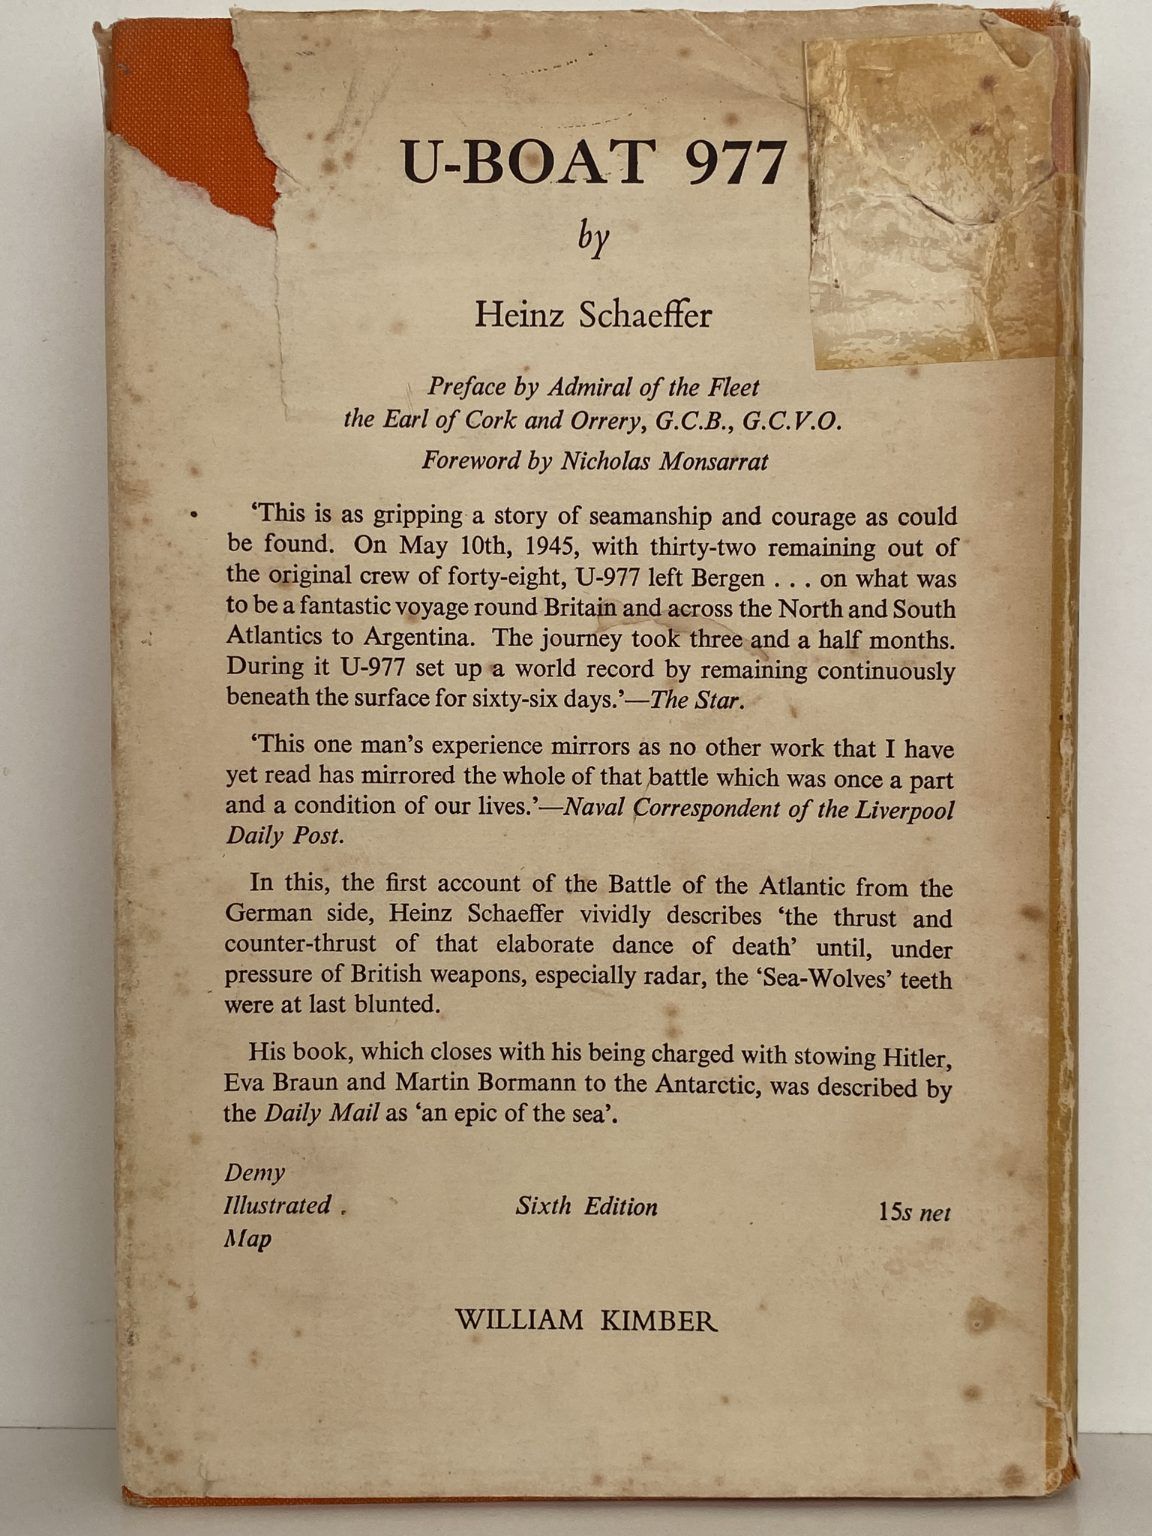 U-BOAT 977
by
Heinz Schaeffer
Preface by Admiral of the Fleet
the Earl of Cork and Orrery, G.C.B., G.C.V.O.
Foreword by Nicholas Monsarrat
‘This is as gripping a story of seamanship and courage as could
be found. On May 10th, 1945, with thirty-two remaining out of
the original crew of forty-eight, U-977 left Bergen . . . on what was
to be a fantastic voyage round Britain and across the North and South
Atlantics to Argentina. The journey took three and a half months.
During it U-977 set up a world record by remaining continuously
beneath the surface for sixty-six days.’—The Star.
‘This one man’s experience mirrors as no other work that I have
yet read has mirrored the whole of that battle which was once a part
and a condition of our lives.’—Naval Correspondent of the Liverpool
Daily Post.
In this, the first account of the Battle of the Atlantic from the
German side, Heinz Schaeffer vividly describes ‘the thrust and
counter-thrust of that elaborate dance of death’ until, under
pressure of British weapons, especially radar, the ‘Sea-Wolves’ teeth
were at last blunted.
His book, which closes with his being charged with stowing Hitler,
Eva Braun and Martin Bormann to the Antarctic, was described by
the Daily Mail as ‘an epic of the sea’.
Demy
Illustrated . Sixth Edition 15s net
Map
WILLIAM KIMBER